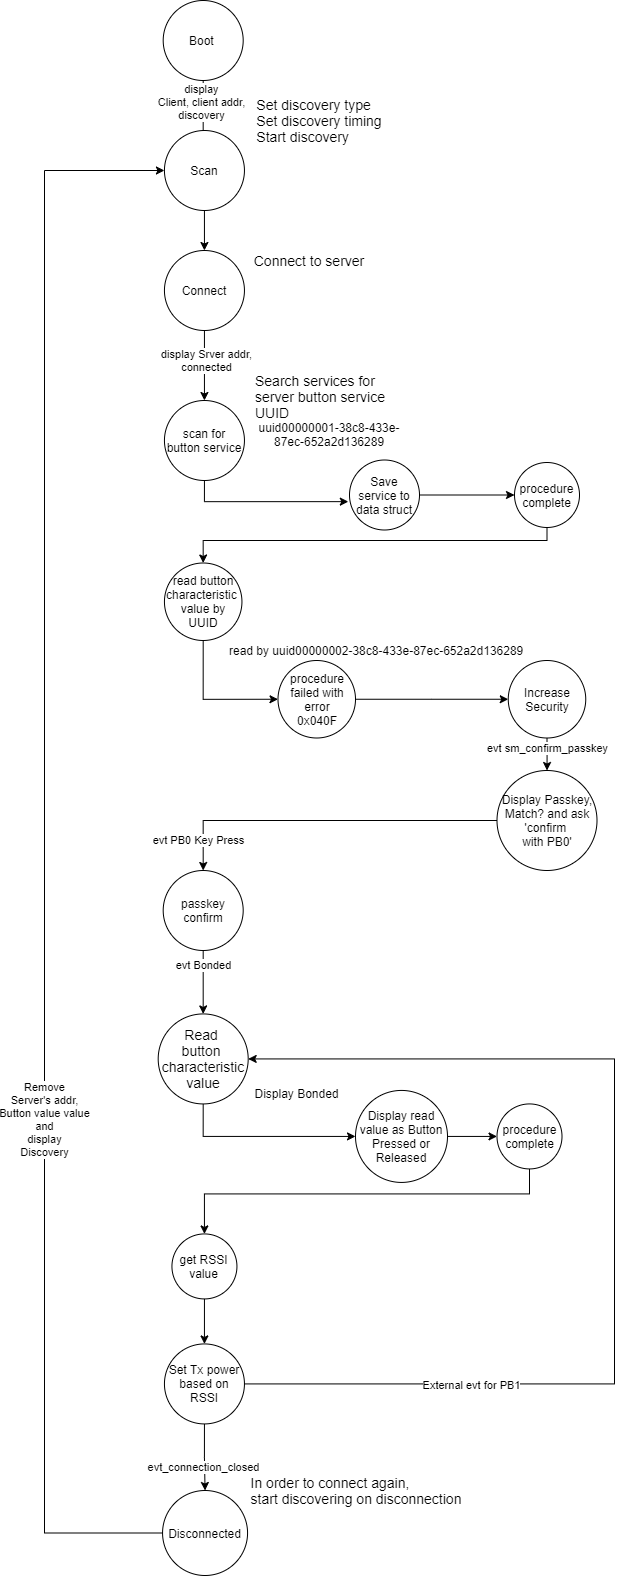 Boot
display
Client, client addr,
discovery
Set discovery type
Set discovery timing
Start discovery
Scan
Connect to server
Connect
display Srver addr,
connected
Search services for
server button service
UUID
uuid00000001-38c8-433e-
87ec-652a2d136289
scan for
button service
Save
service to
data struct
procedure
complete
read button
characteristic
value by
UUID
read by uuid00000002-38c8-433e-87ec-652a2d136289
procedure
failed with
error
0x040F
Increase
Security
evt sm_confirm_passkey
Display Passkey,
Match? and ask
'confirm
with PB0'
evt PB0 Key Press
passkey
confirm
evt Bonded
Read
button
characteristic
value
Display Bonded
Display read
value as Button
Pressed or
Released
procedure
complete
Remove
Server's addr,
Button value value
and
display
Discovery
get RSSI
value
Set Tx power
based on
RSSI
External evt for PB1
evt_connection_closed
In order to connect again,
start discovering on disconnection
Disconnected